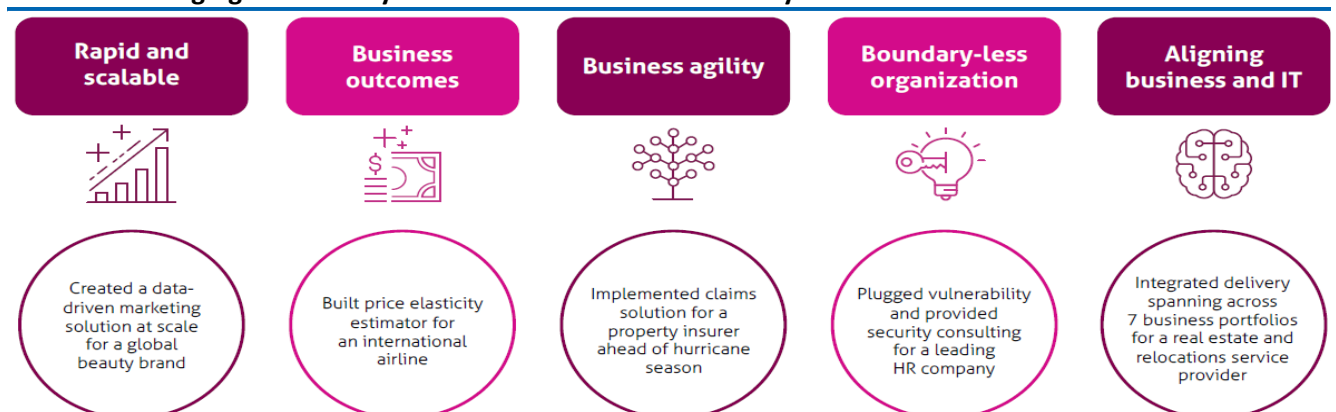 Rapid and
scalable
Business
outcomes
Business agility
Boundary-less
organization
Aligning
business and IT
$
Created a data-
driven marketing
solution at scale
for a global
beauty brand
Built price elasticity
estimator for
an international
airline
Implemented claims
solution for a
property insurer
ahead of hurricane
season
Plugged vulnerability
and provided
security consulting
for a leading
HR company
Integrated delivery
spanning across
7 business portfolios
for a real estate and
relocations service
provider